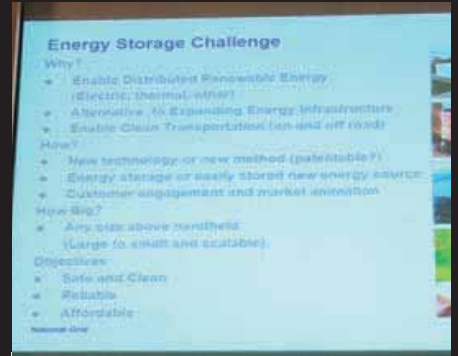 Energy Storage Challenge
Why?
• Enable Distributed Renewable Energy
(Electric, thermal, other)
• Alternative to Expanding Energy Infrastructure
• Enable Clean Transportation (on and off road)
How?
• New technology or new method (patentable?)
• Energy storage or easily stored new energy source
• Customer engagement and market animation
How Big?
• Any size above handheld
(Large to small and scalable)
Objectives
• Safe and Clean
• Reliable
• Affordable
National Grid